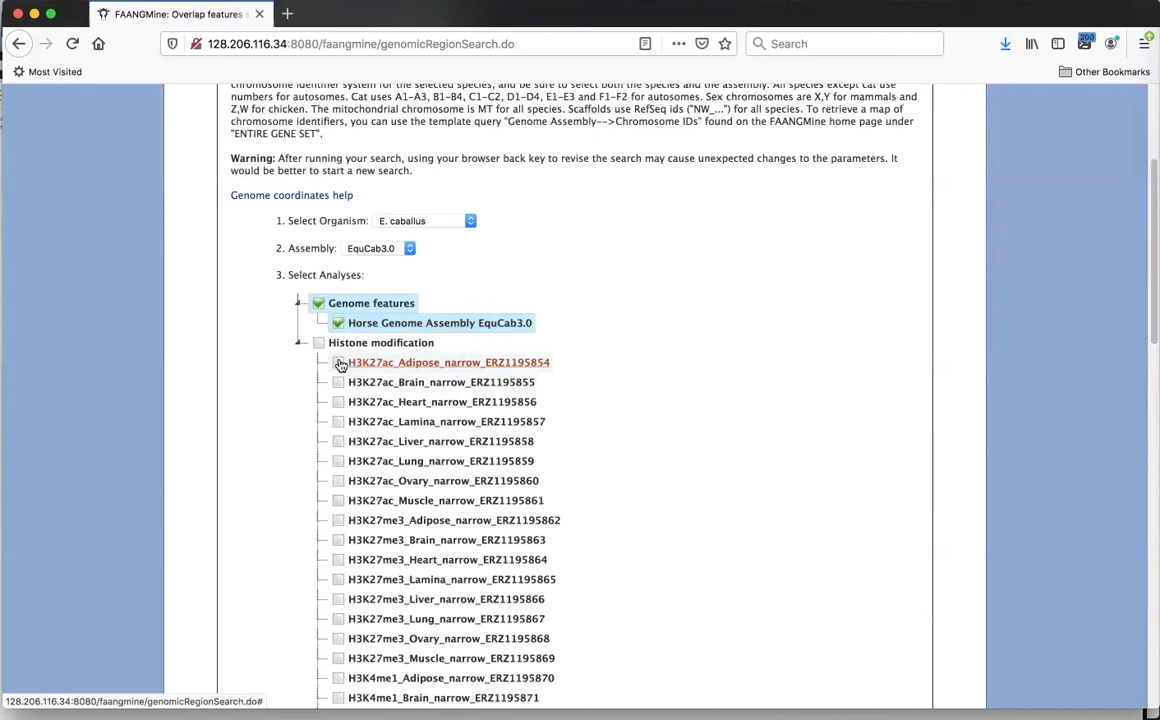 FAANGMine: Overlap features s
128.206.116.34:8080/faangmine/genomicRegionSearch.do
Search
200
Most Visited
Other Bookmarks
chromosome identifier system for the selected species, and be sure to select both the species and the assembly. All species except cat use
numbers for autosomes. Cat uses A1-A3, B1-B4, C1-C2, D1-D4, E1-E3 and F1-F2 for autosomes. Sex chromosomes are X,Y for mammals and
Z,W for chicken. The mitochondrial chromosome is MT for all species. Scaffolds use RefSeq ids ("NW_...") for all species. To retrieve a map of
chromosome identifiers, you can use the template query "Genome Assembly-->Chromosome IDs" found on the FAANGMine home page under
"ENTIRE GENE SET".
Warning: After running your search, using your browser back key to revise the search may cause unexpected changes to the parameters. It
would be better to start a new search.
Genome coordinates help
1. Select Organism: E. caballus
2. Assembly: EquCab3.0
3. Select Analyses:
Genome features
Horse Genome Assembly EquCab3.0
Histone modification
H3K27ac_Adipose_narrow_ERZ1195854
H3K27ac_Brain_narrow_ERZ1195855
H3K27ac_Heart_narrow_ERZ1195856
H3K27ac_Lamina_narrow_ERZ1195857
H3K27ac_Liver_narrow_ERZ1195858
H3K27ac_Lung_narrow_ERZ1195859
H3K27ac_Ovary_narrow_ERZ1195860
H3K27ac_Muscle_narrow_ERZ1195861
H3K27me3_Adipose_narrow_ERZ1195862
H3K27me3_Brain_narrow_ERZ1195863
H3K27me3_Heart_narrow_ERZ1195864
H3K27me3_Lamina_narrow_ERZ1195865
H3K27me3_Liver_narrow_ERZ1195866
H3K27me3_Lung_narrow_ERZ1195867
H3K27me3_Ovary_narrow_ERZ1195868
H3K27me3_Muscle_narrow_ERZ1195869
H3K4me1_Adipose_narrow_ERZ1195870
H3K4me1_Brain_narrow_ERZ1195871
128.206.116.34:8080/faangmine/genomicRegionSearch.do#